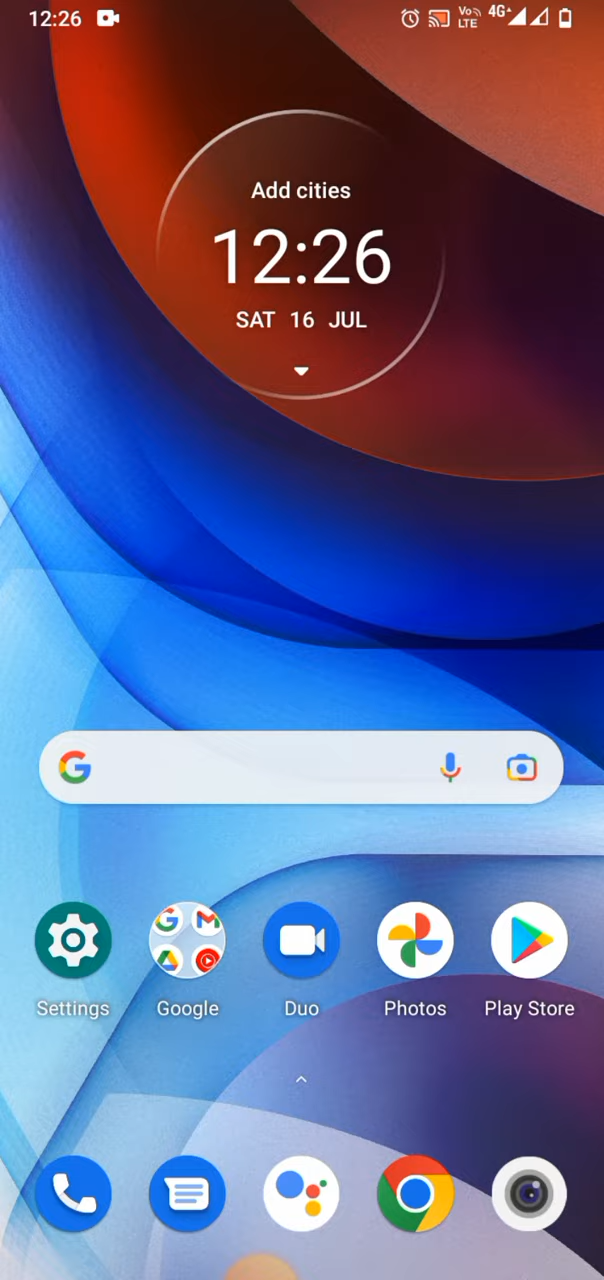 12:26
Vo LTE 4G
Add cities
12:26
SAT 16 JUL
Settings Google Duo Photos Play Store